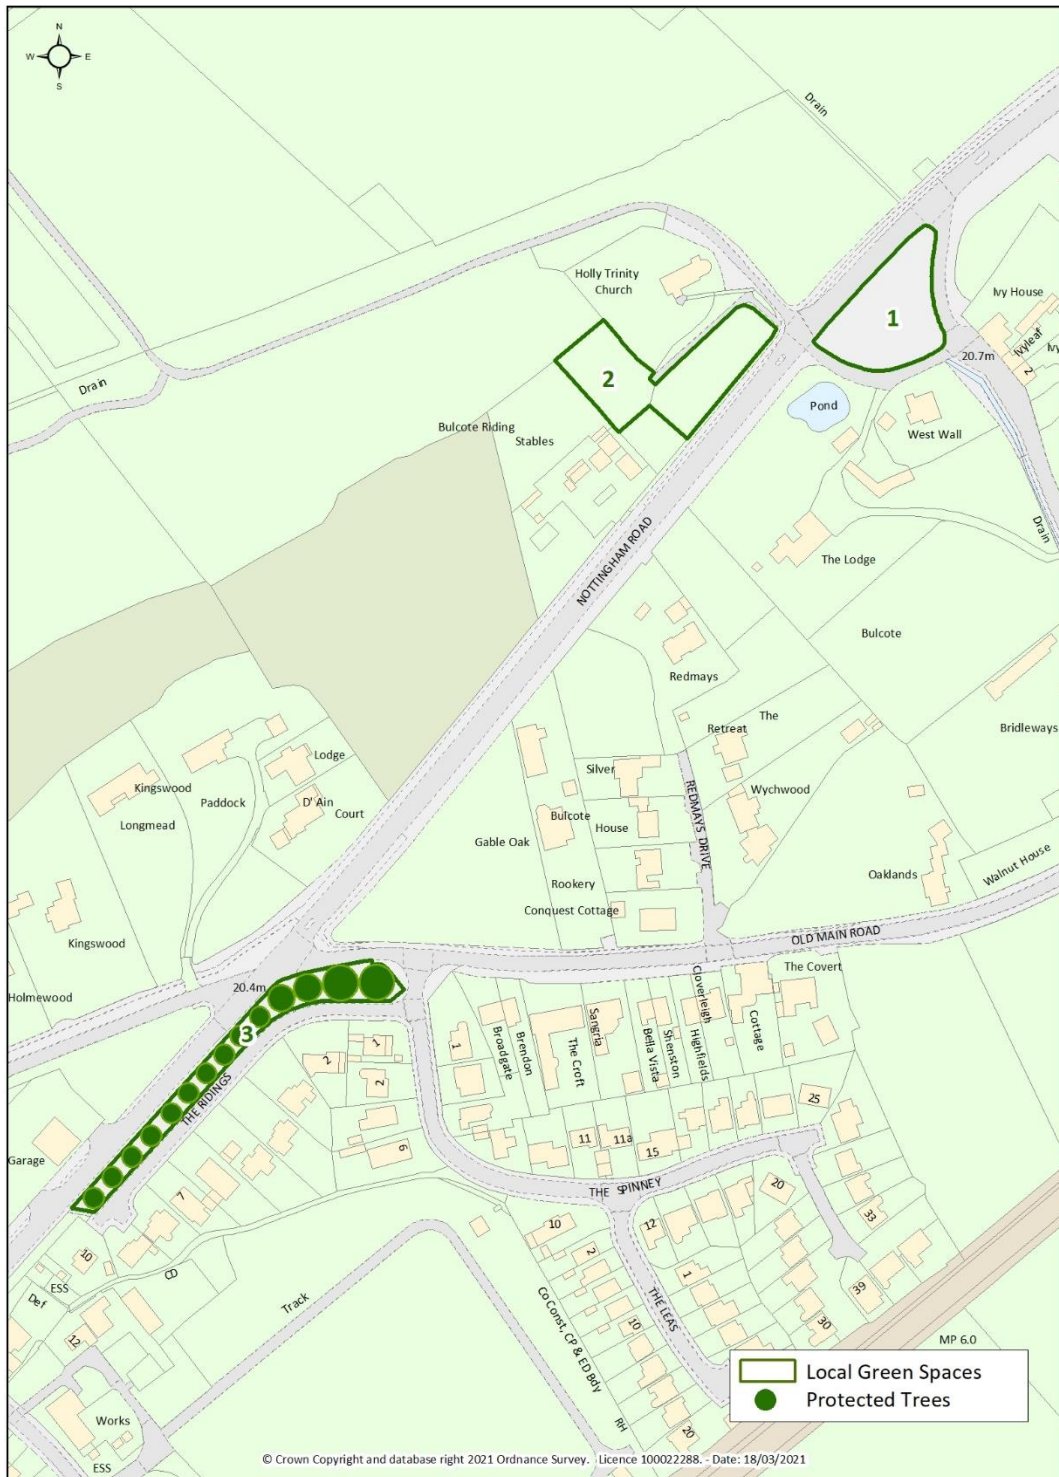 N
W E
S
Drain
Holly Trinity
Church
1
Ivy House
Ivyleaf
2
20.7m
Drain
2
Pond
West Wall
Bulcote Riding
Stables
Drain
NOTTINGHAM ROAD
The Lodge
Bulcote
Redmays
The
Retreat
Bridleways
Lodge
Kingswood
Paddock
D' Ain
Court
Longmead
Silver
Wychwood
Bulcote
House
Gable Oak
REDMAYS DRIVE
Rookery
Conquest Cottage
Oaklands
Walnut House
Kingswood
OLD MAIN ROAD
Holmewood
20.4m
The Covert
Cloverleigh
3
1
2
2
1
Broadgate
Brendon
The Croft
Sangria
Bella Vista
Shenston
Highfields
Cottage
THE RIDINGS
25
Garage
6
11
11a
15
7
THE SPINNEY
20
33
10
10
12
2
CD
ESS
Def
Track
1
39
THE LEAS
Co Const, CP & ED Bdy
10
30
12
MP 6.0
Works
RH
20
ESS
Local Green Spaces
Protected Trees
© Crown Copyright and database right 2021 Ordnance Survey. Licence 100022288. - Date: 18/03/2021